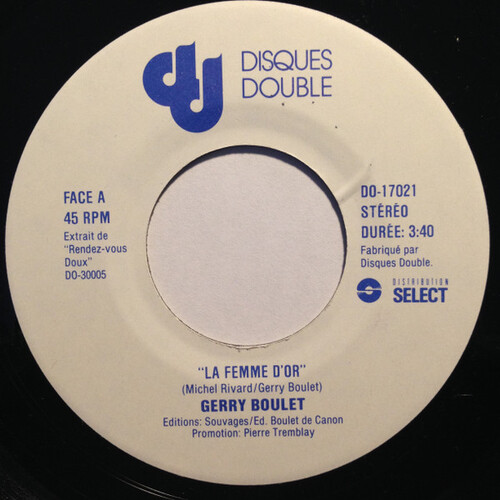 DISQUES
DOUBLE
FACE A
45 RPM
Extrait de
"Rendez-vous
Doux"
DO-30005
DO-17021
STÉRÉO
DURÉE: 3:40
Fabriqué par
Disques Double.
DISTRIBUTION
SELECT
"LA FEMME D'OR"
(Michel Rivard/Gerry Boulet)
GERRY BOULET
Editions: Souvages/Ed. Boulet de Canon
Promotion: Pierre Tremblay